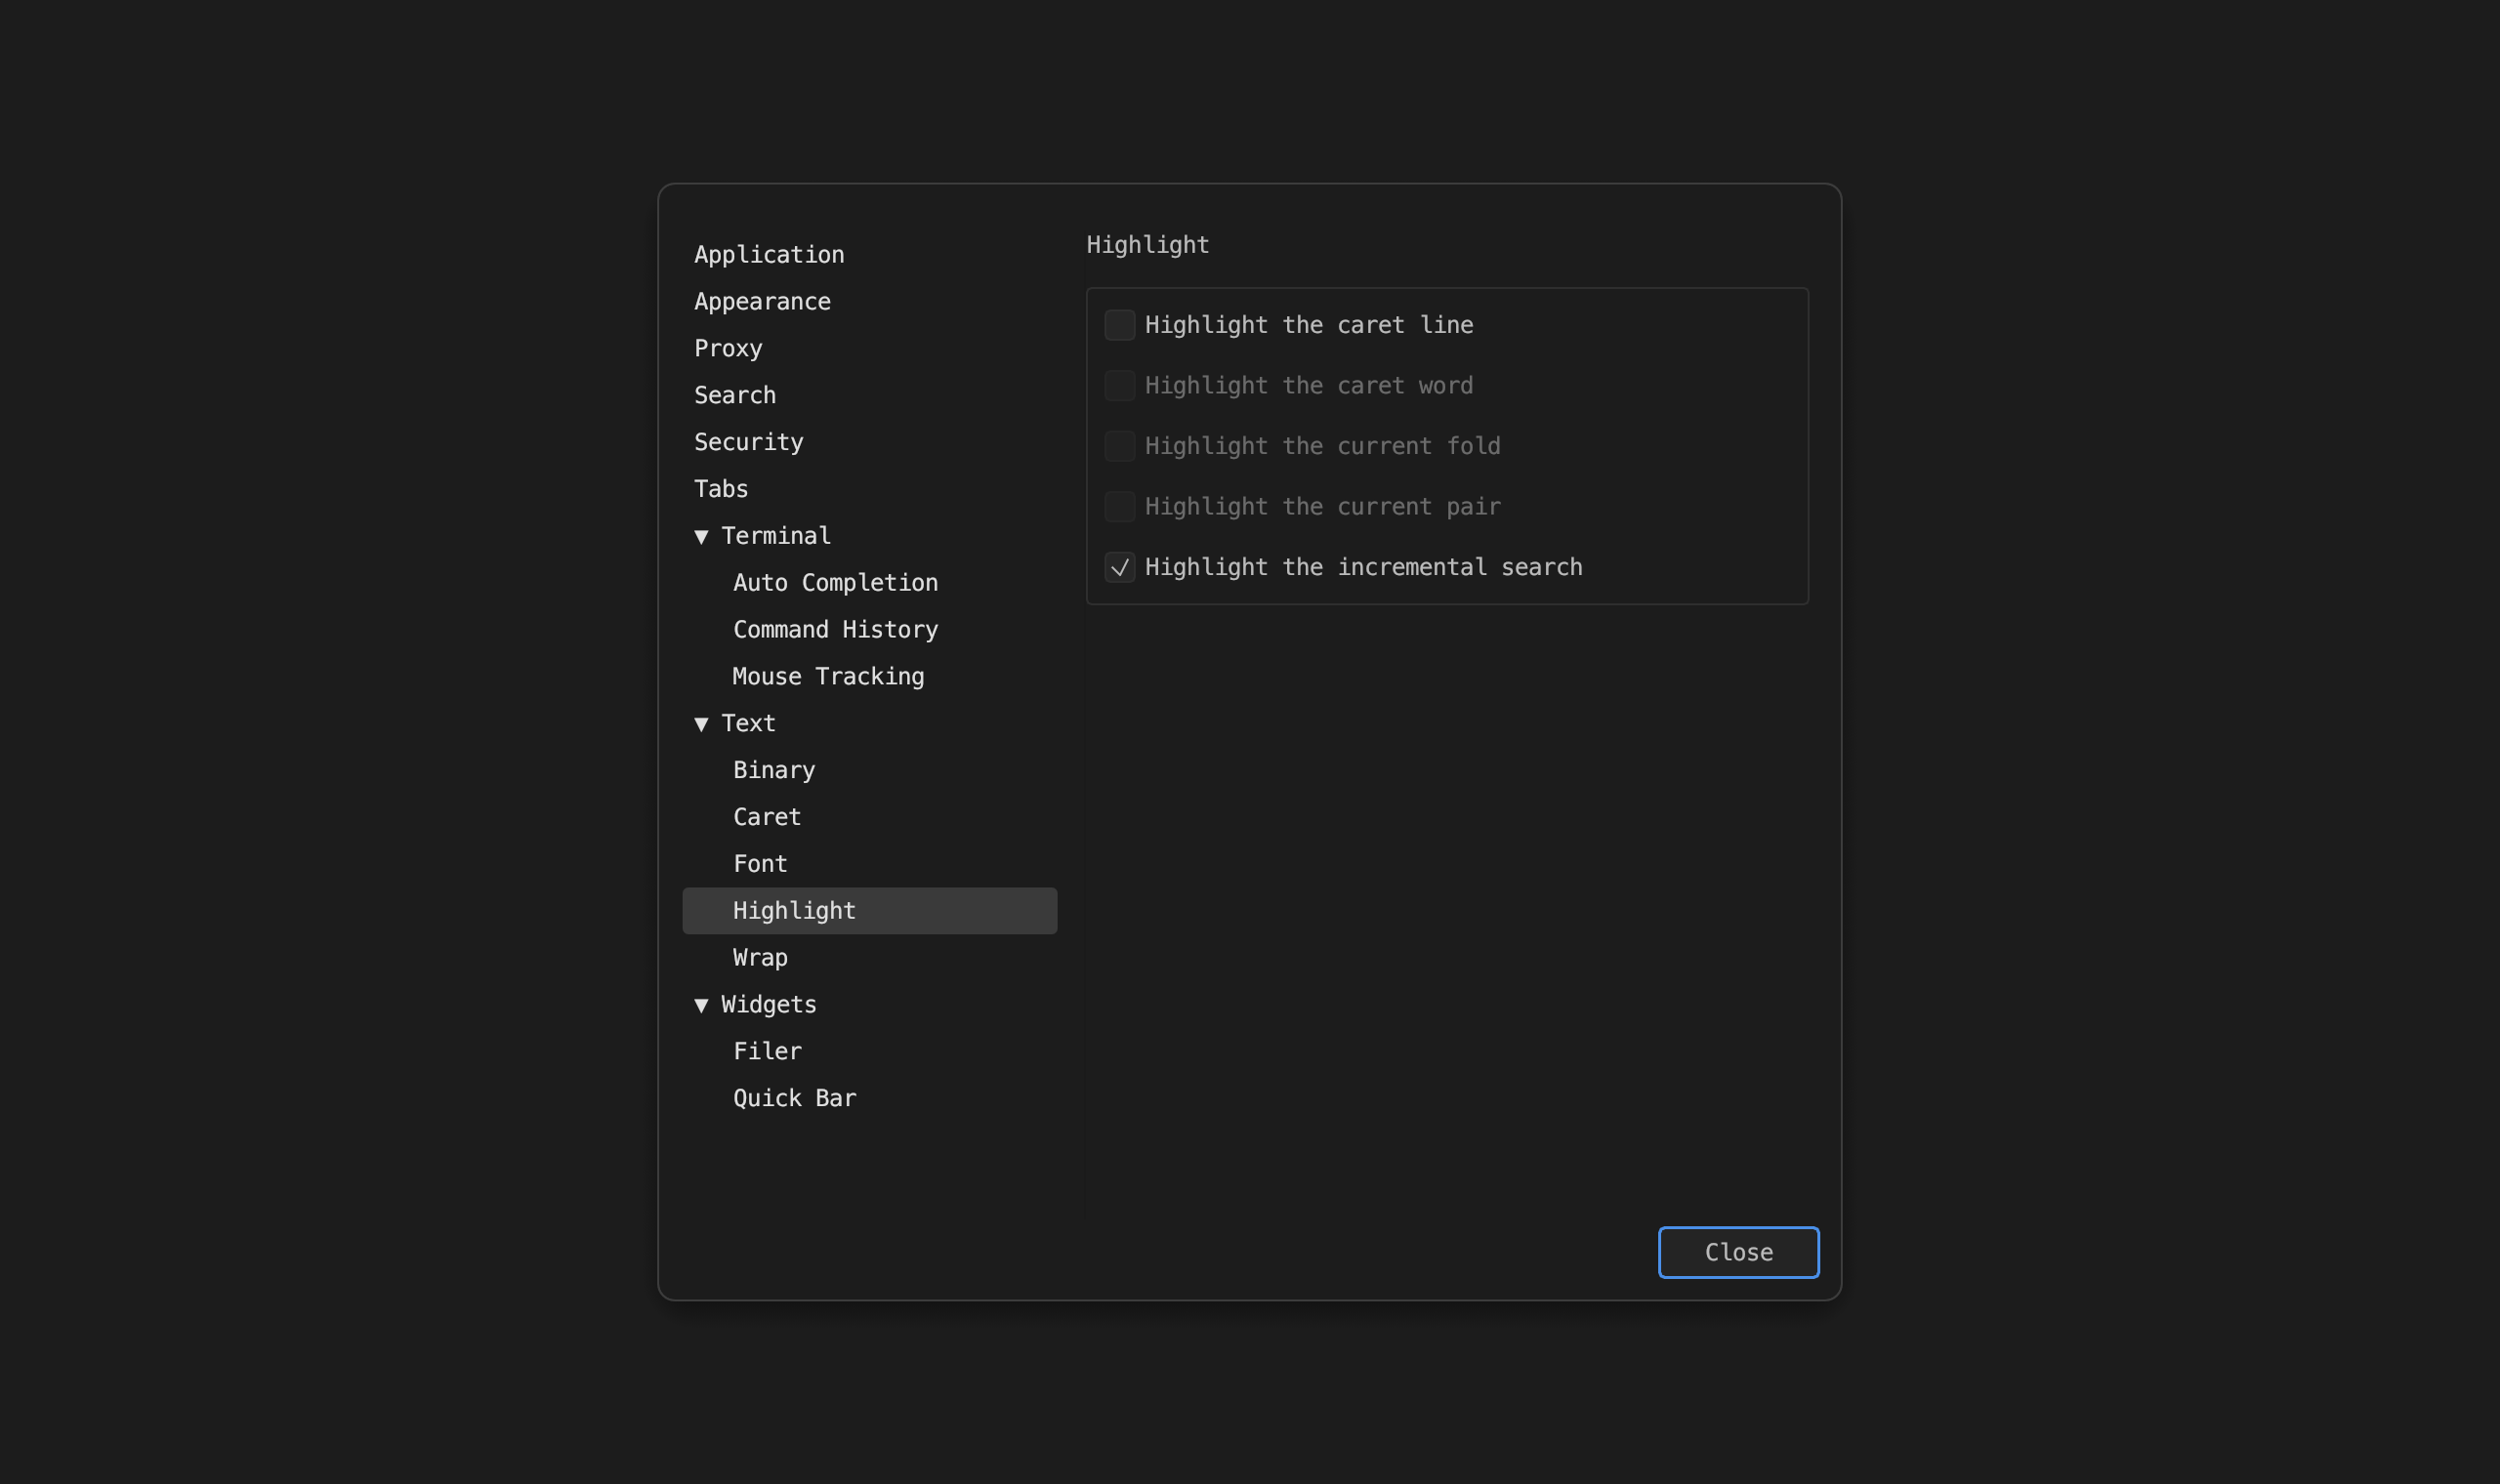 Application
Appearance
Proxy
Search
Security
Tabs
▼ Terminal
Auto Completion
Command History
Mouse Tracking
▼ Text
Binary
Caret
Font
Highlight
Wrap
▼ Widgets
Filer
Quick Bar
Highlight
Highlight the caret line
Highlight the caret word
Highlight the current fold
Highlight the current pair
Highlight the incremental search
Close